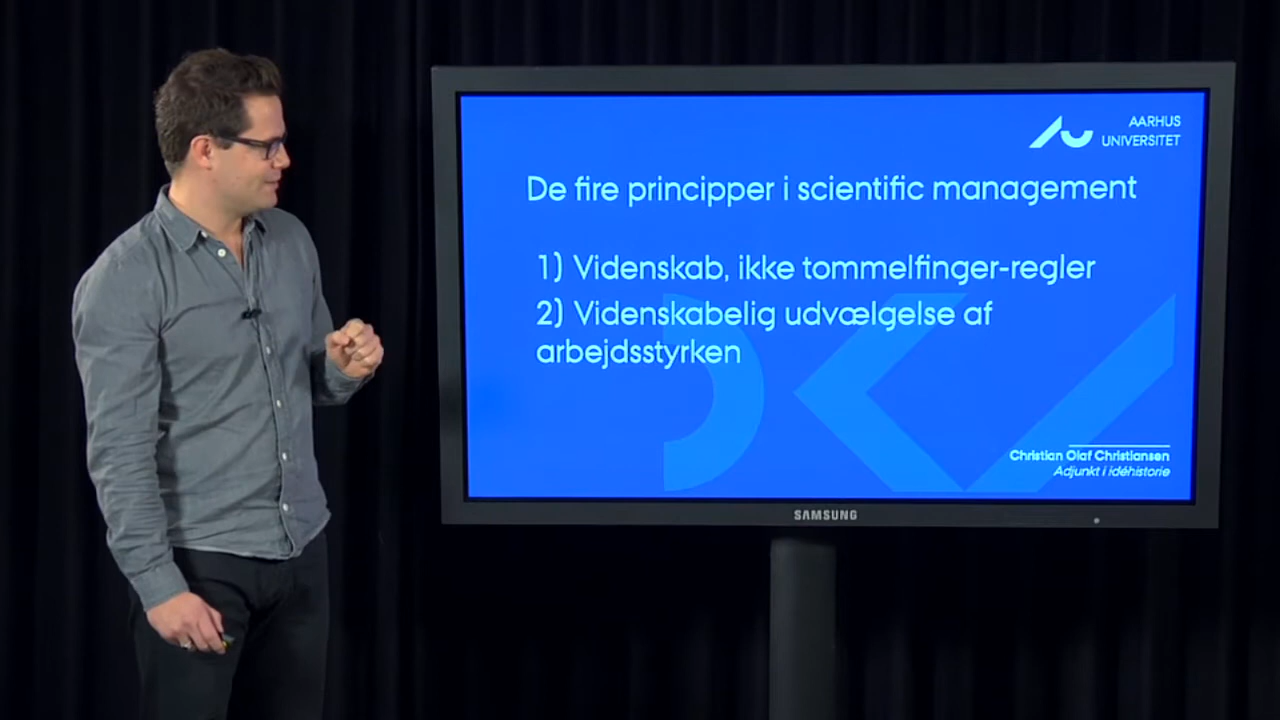 AARHUS
UNIVERSITET
De fire principper i scientific management
1) Videnskab, ikke tommelfinger-regler
2) Videnskabelig udvælgelse af
arbejdsstyrken
Christian Olaf Christiansen
Adjunkt i idéhistorie
SAMSUNG